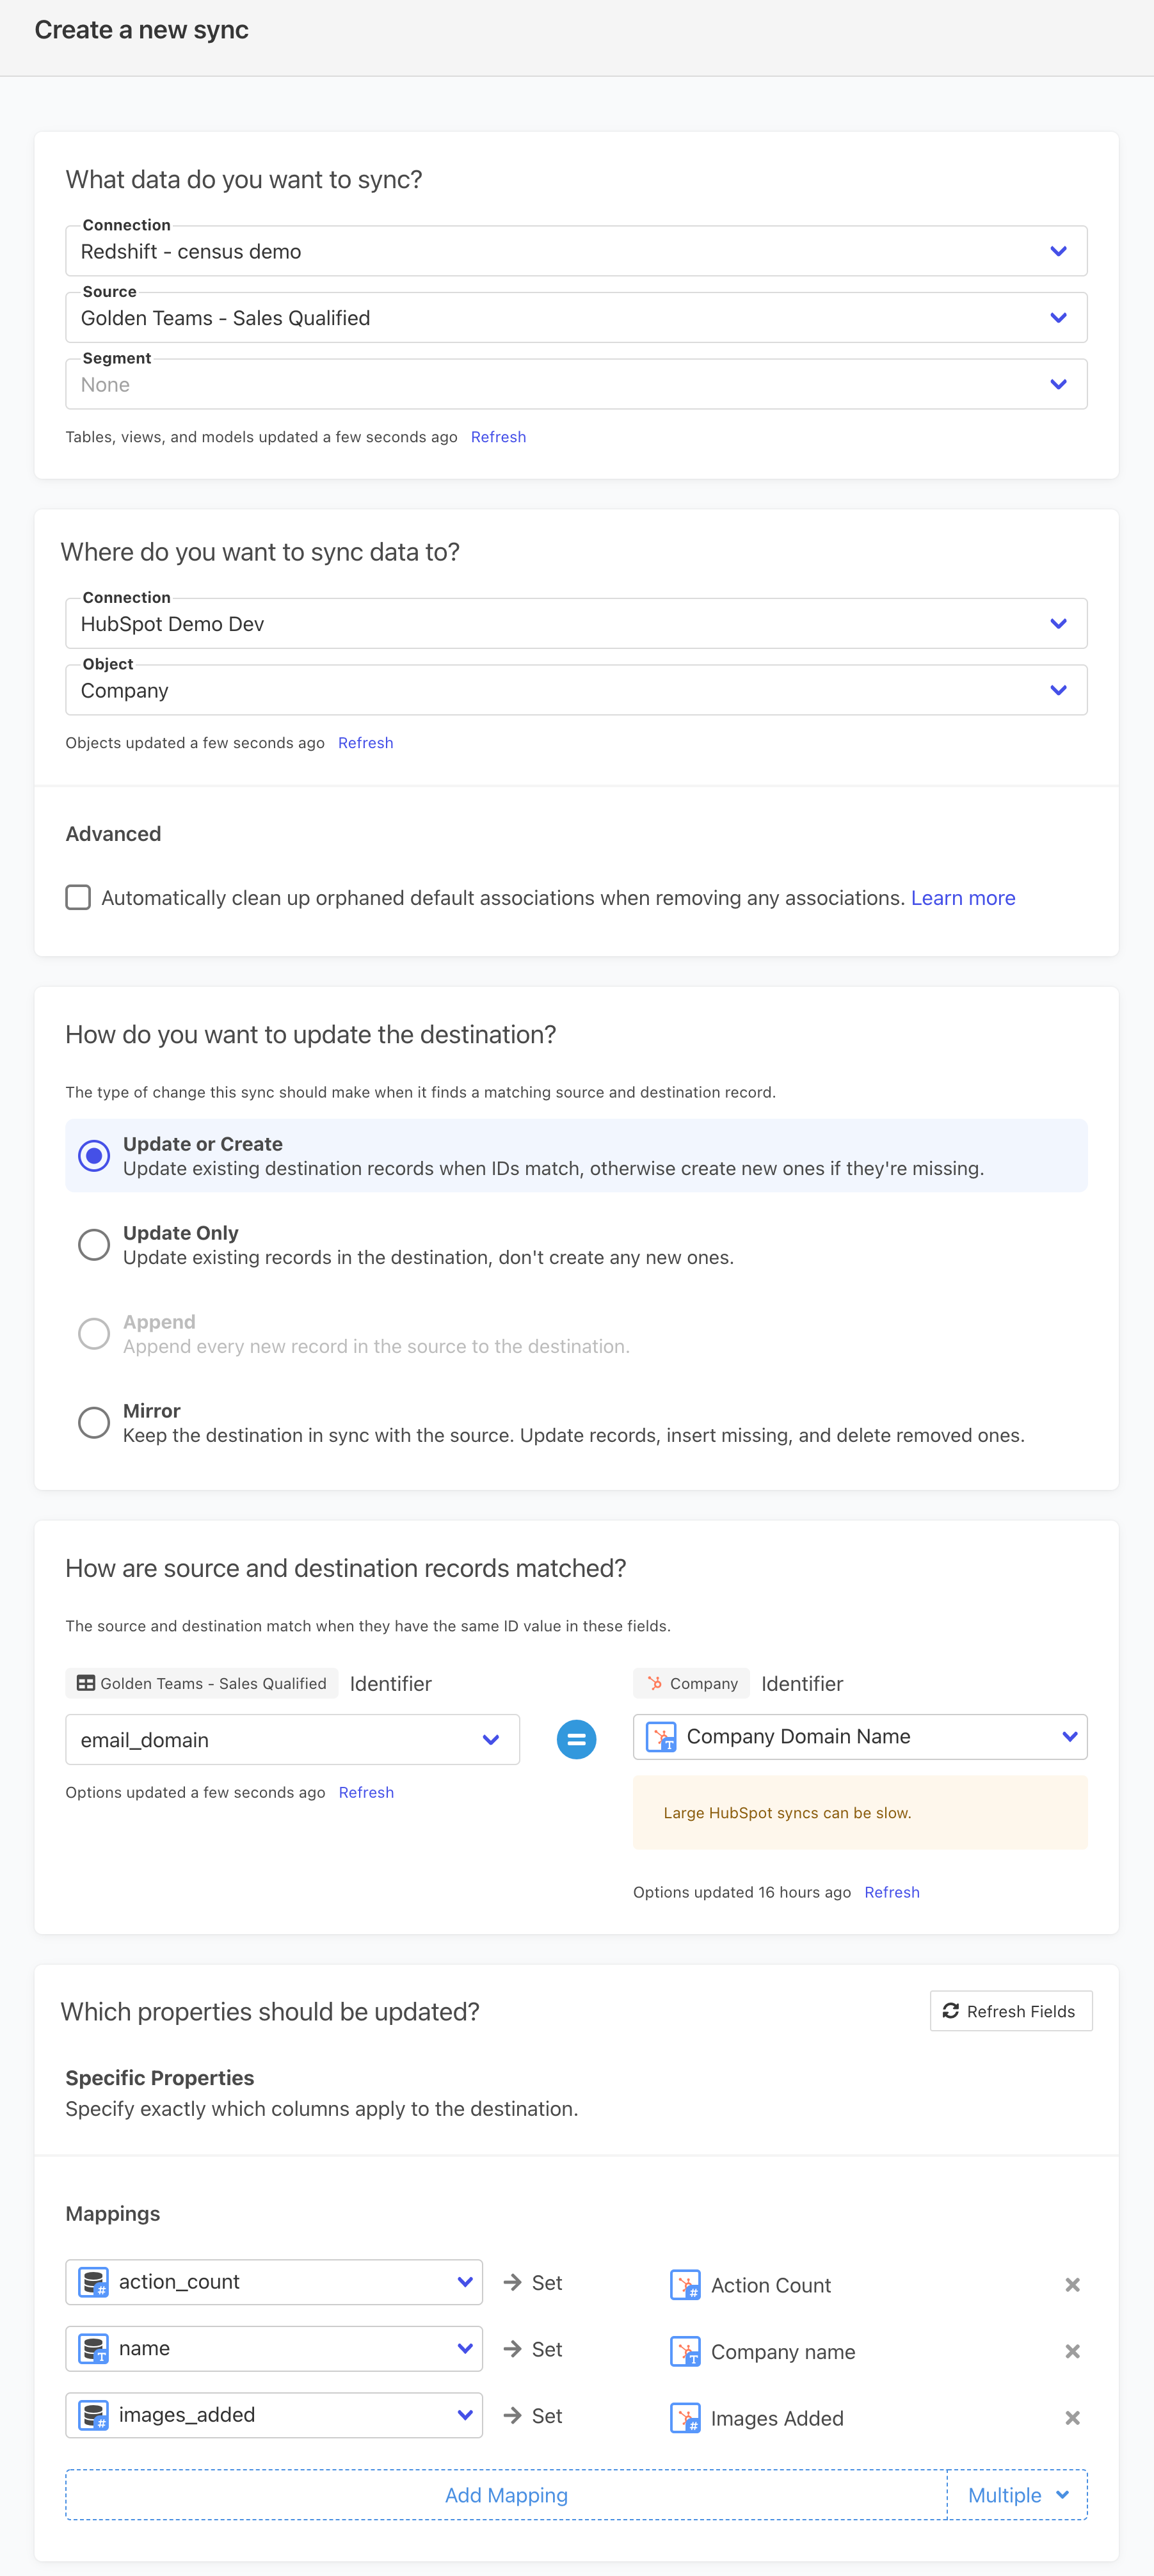 Create a new sync
What data do you want to sync?
Connection
Redshift - census demo
Source
Golden Teams - Sales Qualified
Segment
None
Tables, views, and models updated a few seconds ago Refresh
Where do you want to sync data to?
Connection
HubSpot Demo Dev
Object
Company
Objects updated a few seconds ago Refresh
Advanced
Automatically clean up orphaned default associations when removing any associations. Learn more
How do you want to update the destination?
The type of change this sync should make when it finds a matching source and destination record.
Update or Create
Update existing destination records when IDs match, otherwise create new ones if they're missing.
Update Only
Update existing records in the destination, don't create any new ones.
Append
Append every new record in the source to the destination.
Mirror
Keep the destination in sync with the source. Update records, insert missing, and delete removed ones.
How are source and destination records matched?
The source and destination match when they have the same ID value in these fields.
Golden Teams - Sales Qualified Identifier
email_domain
Options updated a few seconds ago Refresh
Company Identifier
T Company Domain Name
Large HubSpot syncs can be slow.
Options updated 16 hours ago Refresh
Which properties should be updated?
Refresh Fields
Specific Properties
Specify exactly which columns apply to the destination.
Mappings
# action_count → Set # Action Count
T name → Set T Company name
# images_added → Set # Images Added
Add Mapping Multiple